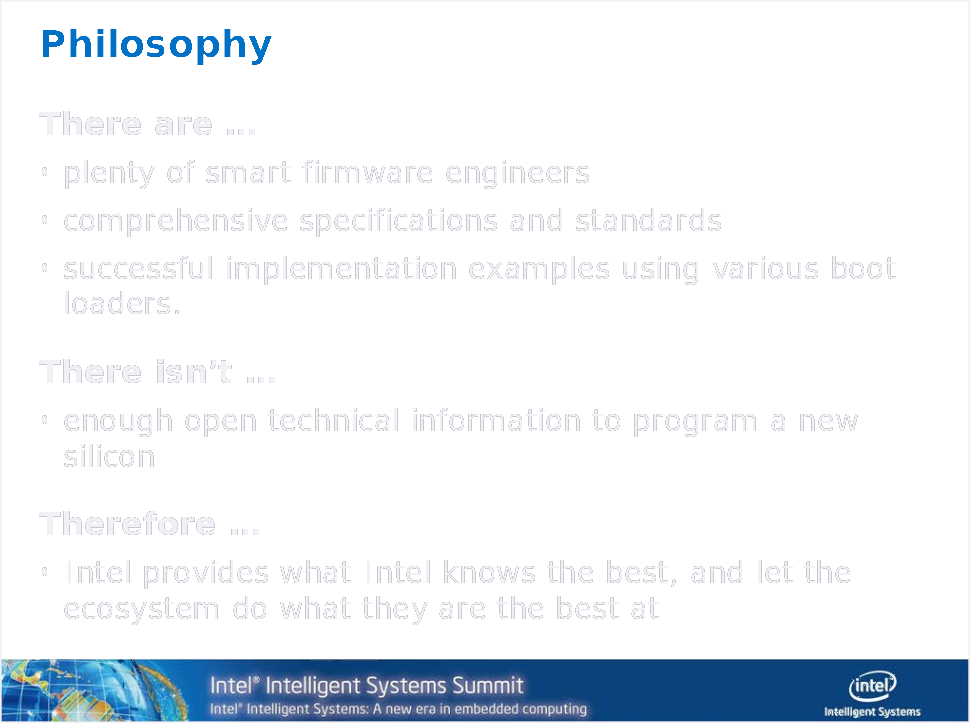 Philosophy
There are …
• plenty of smart firmware engineers
• comprehensive specifications and standards
• successful implementation examples using various boot
loaders.
There isn’t …
• enough open technical information to program a new
silicon
Therefore …
• Intel provides what Intel knows the best, and let the
ecosystem do what they are the best at
Intel® Intelligent Systems Summit
Intel® Intelligent Systems: A new era in embedded computing
intel
Intelligent Systems